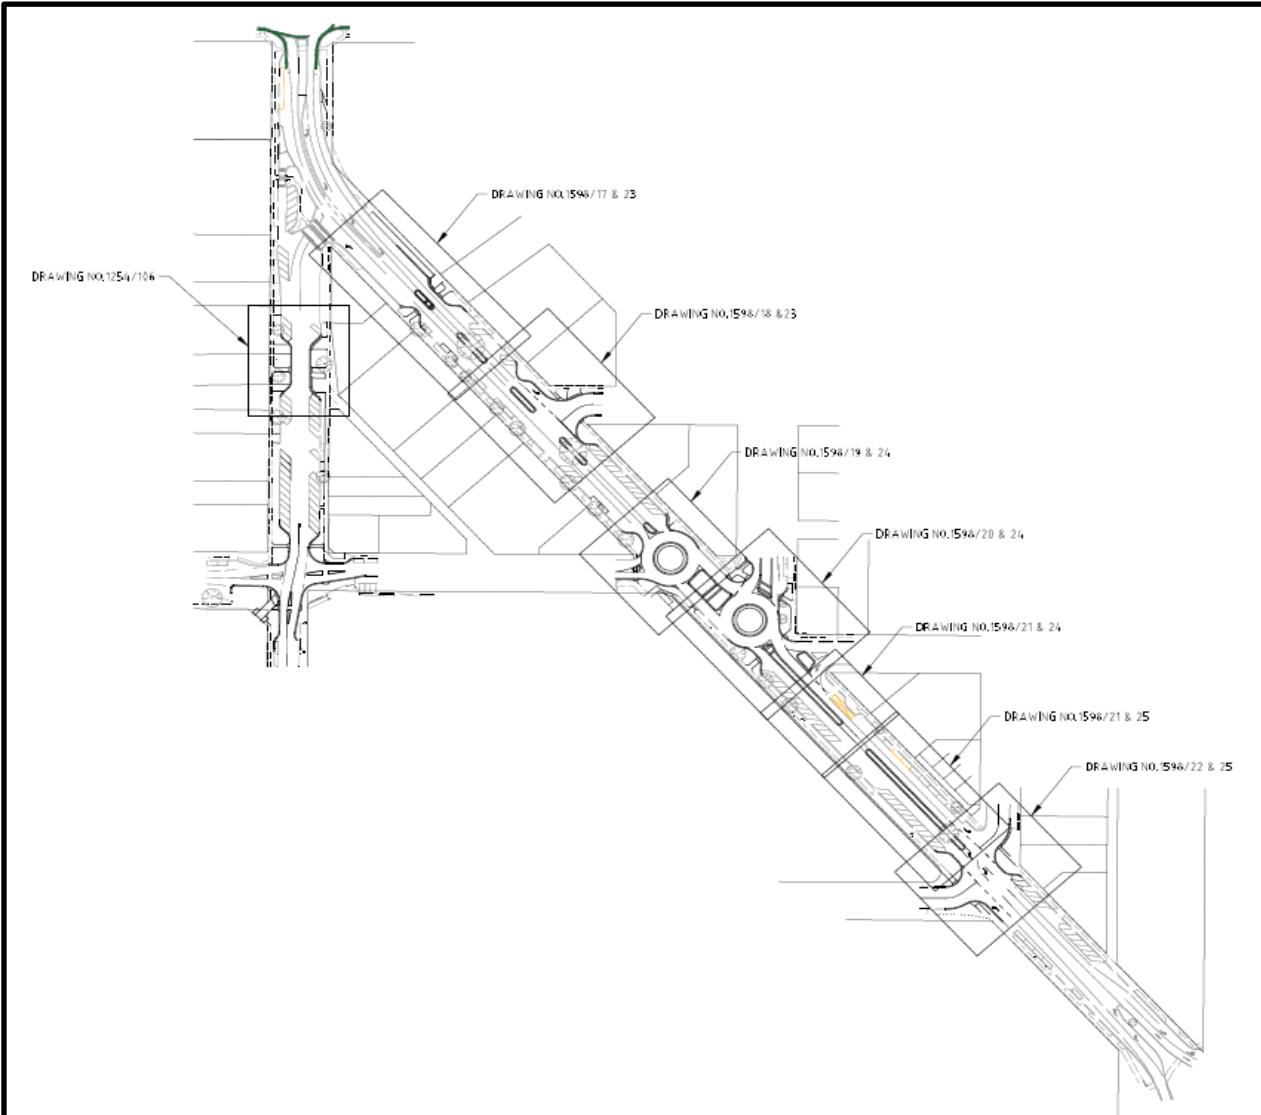 DRAWING NO.1598/17 & 23
DRAWING NO.1254/106
DRAWING NO.1598/18 &23
DRAWING NO.1598/19 & 24
DRAWING NO.1598/20 & 24
DRAWING NO.1598/21 & 24
DRAWING NO.1598/21 & 25
DRAWING NO.1598/22 & 25